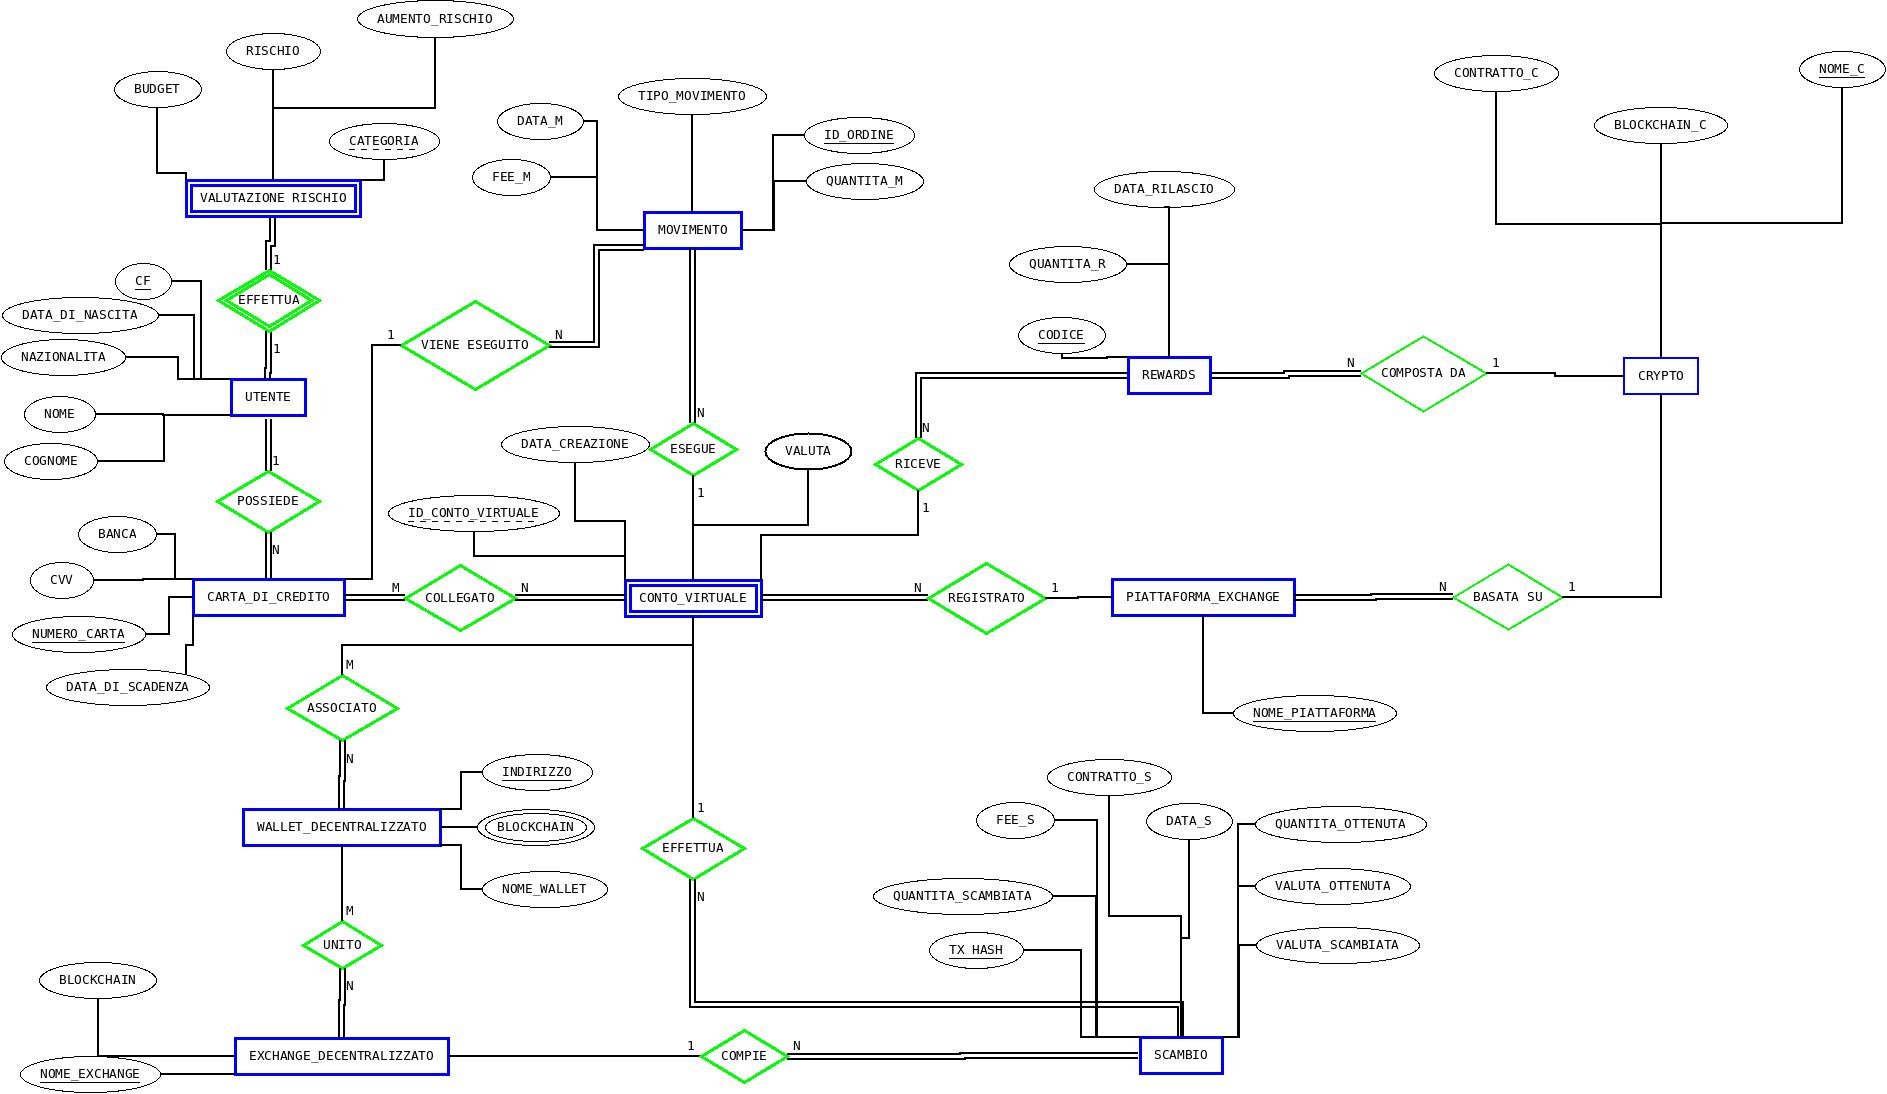 AUMENTO_RISCHIO
RISCHIO
BUDGET
CATEGORIA
VALUTAZIONE RISCHIO
1
EFFETTUA
1
CF
DATA_DI_NASCITA
NAZIONALITA
UTENTE
NOME
COGNOME
1
POSSIEDE
N
BANCA
CVV
CARTA_DI_CREDITO
NUMERO_CARTA
DATA_DI_SCADENZA
TIPO_MOVIMENTO
DATA_M
ID_ORDINE
FEE_M
QUANTITA_M
MOVIMENTO
1
VIENE ESEGUITO
N
N
ESEGUE
1
DATA_CREAZIONE
VALUTA
ID_CONTO_VIRTUALE
M
COLLEGATO
N
CONTO_VIRTUALE
DATA_RILASCIO
QUANTITA_R
CODICE
REWARDS
N
COMPOSTA DA
1
CRYPTO
CONTRATTO_C
NOME_C
BLOCKCHAIN_C
N
RICEVE
1
N
REGISTRATO
1
PIATTAFORMA_EXCHANGE
N
BASATA SU
1
NOME_PIATTAFORMA
M
ASSOCIATO
N
INDIRIZZO
WALLET_DECENTRALIZZATO
BLOCKCHAIN
NOME_WALLET
M
UNITO
N
BLOCKCHAIN
EXCHANGE_DECENTRALIZZATO
NOME_EXCHANGE
1
EFFETTUA
N
1
COMPIE
N
SCAMBIO
CONTRATTO_S
FEE_S
DATA_S
QUANTITA_OTTENUTA
QUANTITA_SCAMBIATA
VALUTA_OTTENUTA
TX HASH
VALUTA_SCAMBIATA